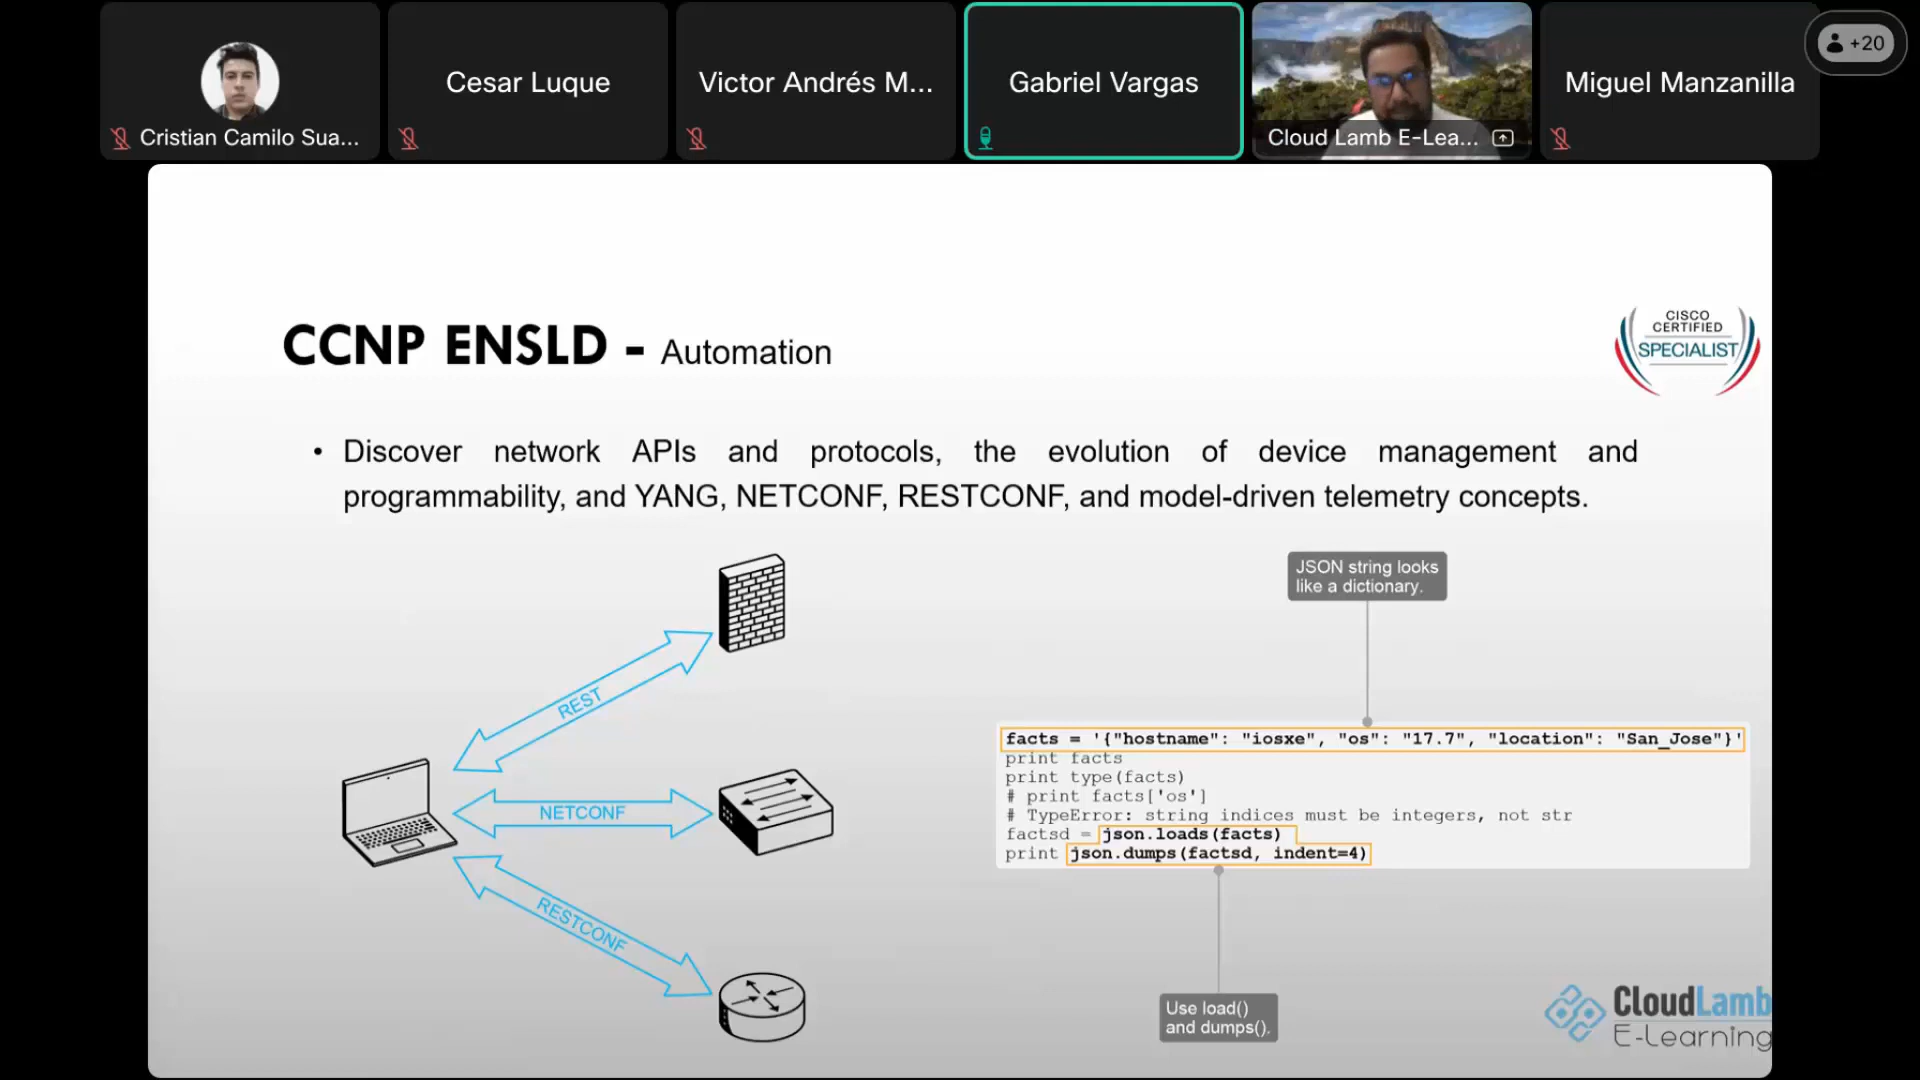 Cristian Camilo Sua...
Cesar Luque
Victor Andrés M...
Gabriel Vargas
Cloud Lamb E-Lea...
Miguel Manzanilla
+20
CCNP ENSLD - Automation
CISCO
CERTIFIED
SPECIALIST
• Discover network APIs and protocols, the evolution of device management and
programmability, and YANG, NETCONF, RESTCONF, and model-driven telemetry concepts.
REST
NETCONF
RESTCONF
JSON string looks
like a dictionary.
facts = '{"hostname": "iosxe", "os": "17.7", "location": "San_Jose"}'
print facts
print type(facts)
# print facts['os']
# TypeError: string indices must be integers, not str
factsd = json.loads(facts)
print json.dumps(factsd, indent=4)
Use load()
and dumps().
CloudLamb
E-Learning